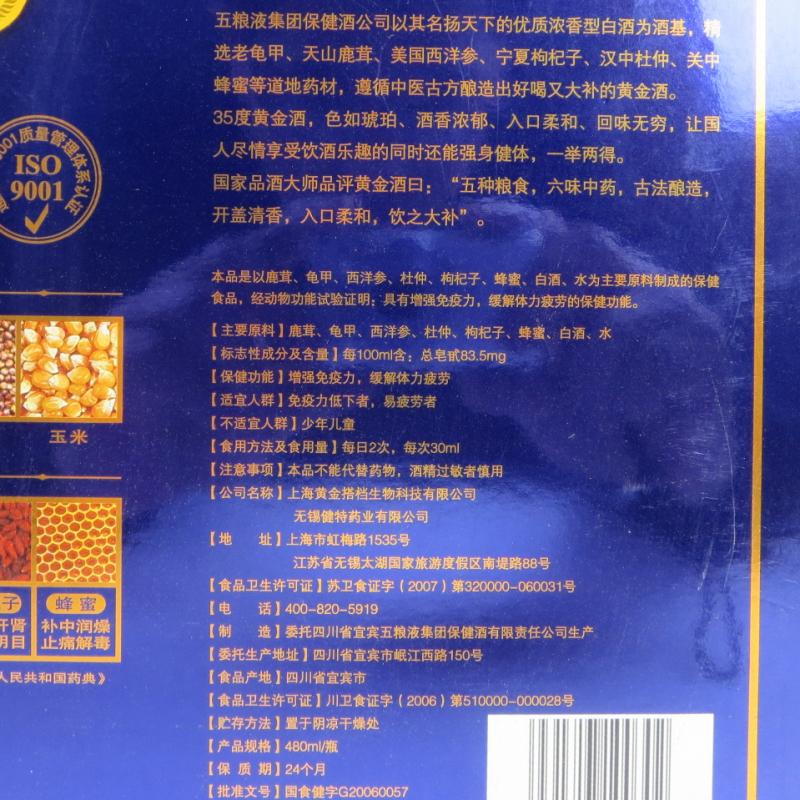 五粮液集团保健酒公司以其名扬天下的优质浓香型白酒为酒基，精
选老龟甲、天山鹿茸、美国西洋参、宁夏枸杞子、汉中杜仲、关中
蜂蜜等道地药材，遵循中医古方酿造出好喝又大补的黄金酒。
35度黄金酒，色如琥珀、酒香浓郁、入口柔和、回味无穷，让国
人尽情享受饮酒乐趣的同时还能强身健体，一举两得。
国家品酒大师品评黄金酒曰：“五种粮食，六味中药，古法酿造，
开盖清香，入口柔和，饮之大补”。
001质量管理体系认证
ISO
9001
本品是以鹿茸、龟甲、西洋参、杜仲、枸杞子、蜂蜜、白酒、水为主要原料制成的保健
食品，经动物功能试验证明：具有增强免疫力，缓解体力疲劳的保健功能。
【主要原料】鹿茸、龟甲、西洋参、杜仲、枸杞子、蜂蜜、白酒、水
【标志性成分及含量】每100ml含：总皂甙83.5mg
【保健功能】增强免疫力，缓解体力疲劳
【适宜人群】免疫力低下者，易疲劳者
【不适宜人群】少年儿童
【食用方法及食用量】每日2次，每次30ml
【注意事项】本品不能代替药物，酒精过敏者慎用
【公司名称】上海黄金搭档生物科技有限公司
无锡健特药业有限公司
【地 址】上海市虹梅路1535号
江苏省无锡太湖国家旅游度假区南堤路88号
【食品卫生许可证】苏卫食证字（2007）第320000-060031号
【电 话】400-820-5919
【制 造】委托四川省宜宾五粮液集团保健酒有限责任公司生产
【委托生产地址】四川省宜宾市岷江西路150号
【食品产地】四川省宜宾市
【食品卫生许可证】川卫食证字（2006）第510000-000028号
【贮存方法】置于阴凉干燥处
【产品规格】480ml/瓶
【保 质 期】24个月
【批准文号】国食健字G20060057
玉米
子
肝肾
明目
蜂蜜
补中润燥
止痛解毒
人民共和国药典》